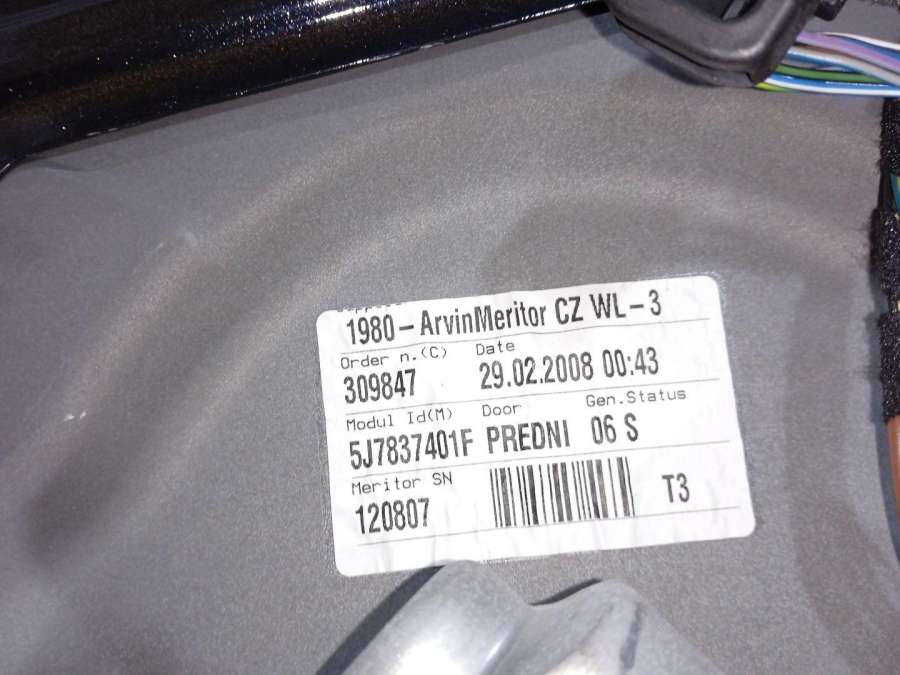 1980-ArvinMeritor CZ WL-3
Order n.(C) Date
309847 29.02.2008 00:43
Modul Id(M) Door Gen.Status
5J7837401F PREDNI 06 S
Meritor SN
120807 T3